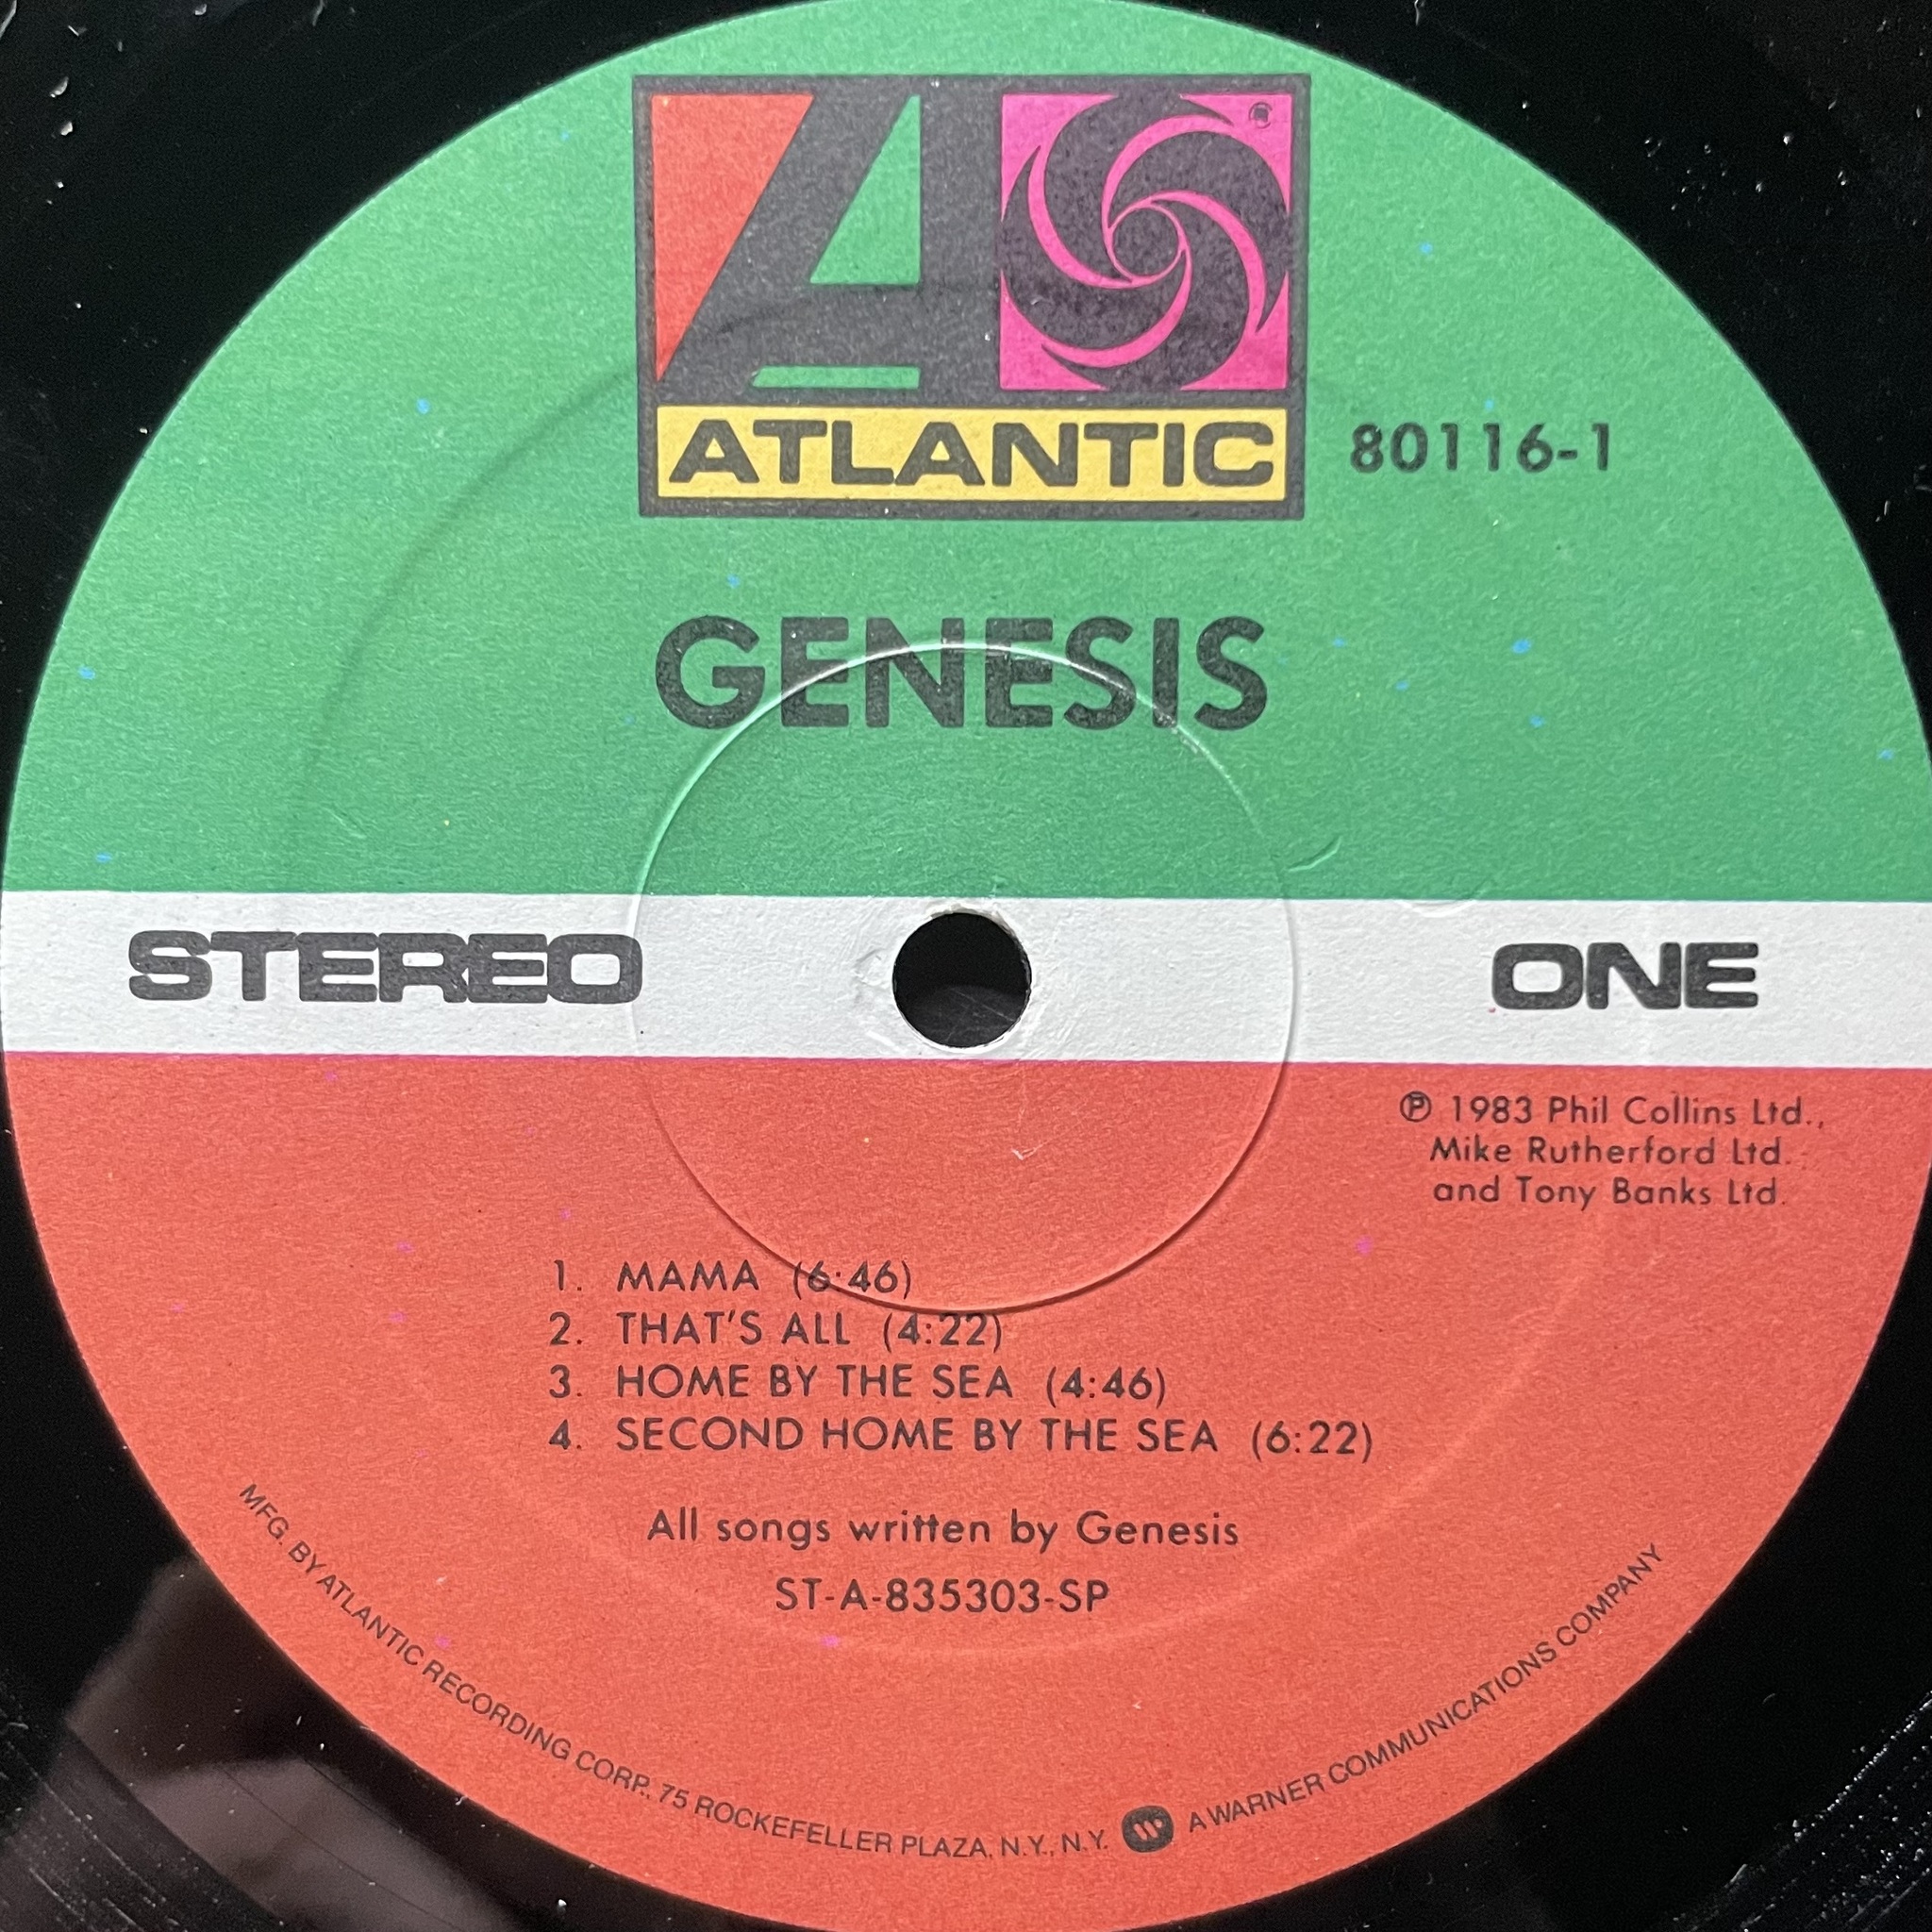 ATLANTIC
80116-1
GENESIS
STEREO
ONE
℗ 1983 Phil Collins Ltd.,
Mike Rutherford Ltd.
and Tony Banks Ltd.
1. MAMA (6:46)
2. THAT'S ALL (4:22)
3. HOME BY THE SEA (4:46)
4. SECOND HOME BY THE SEA (6:22)
All songs written by Genesis
ST-A-835303-SP
MFG. BY ATLANTIC RECORDING CORP., 75 ROCKEFELLER PLAZA, N.Y., N.Y. A WARNER COMMUNICATIONS COMPANY